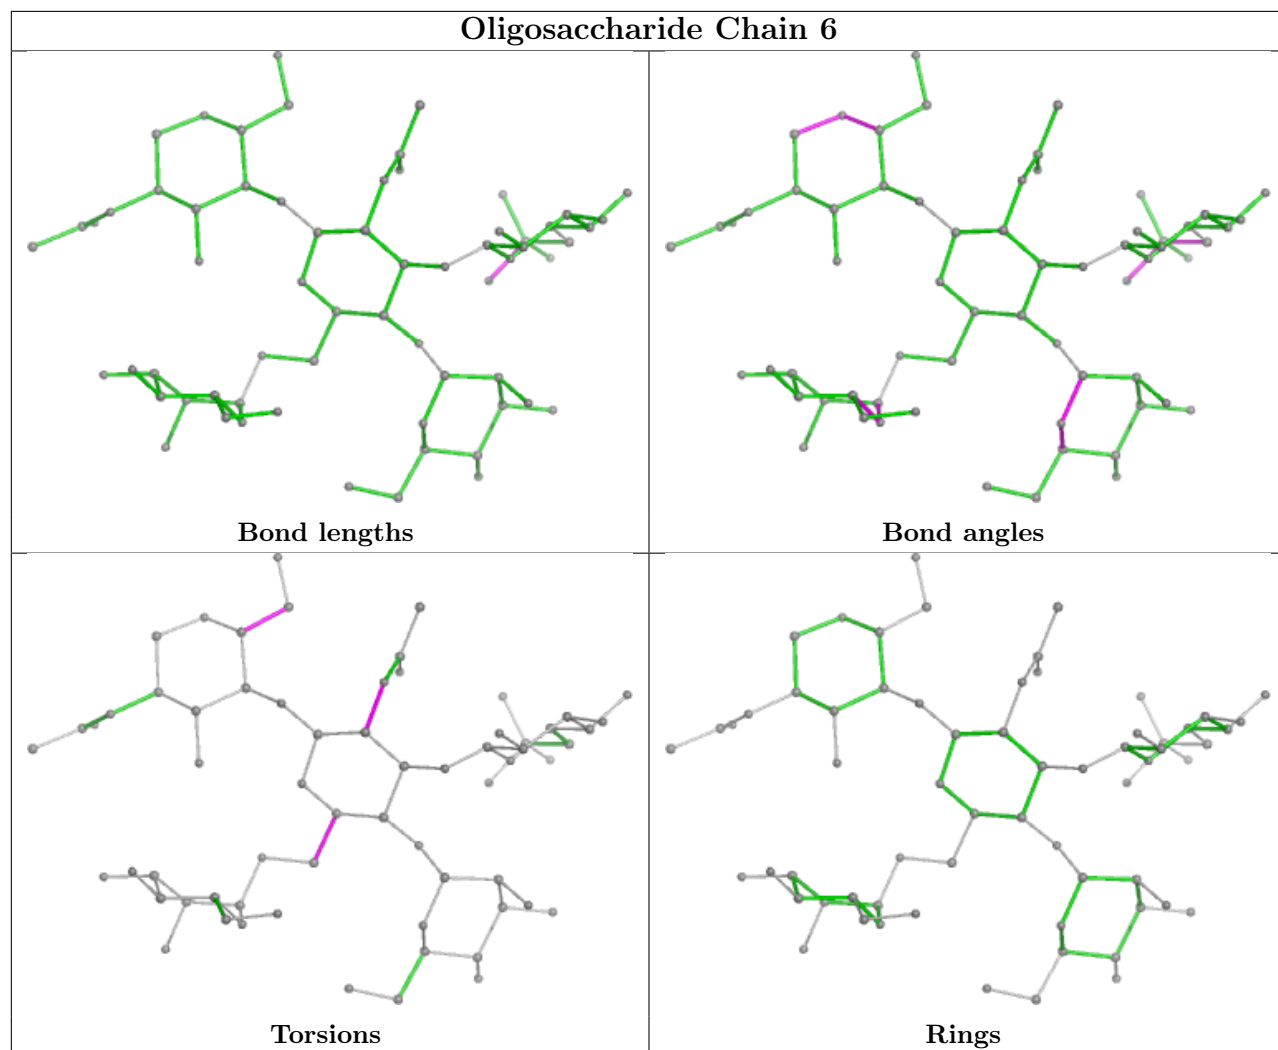 Oligosaccharide Chain 6
Bond lengths
Bond angles
Torsions
Rings